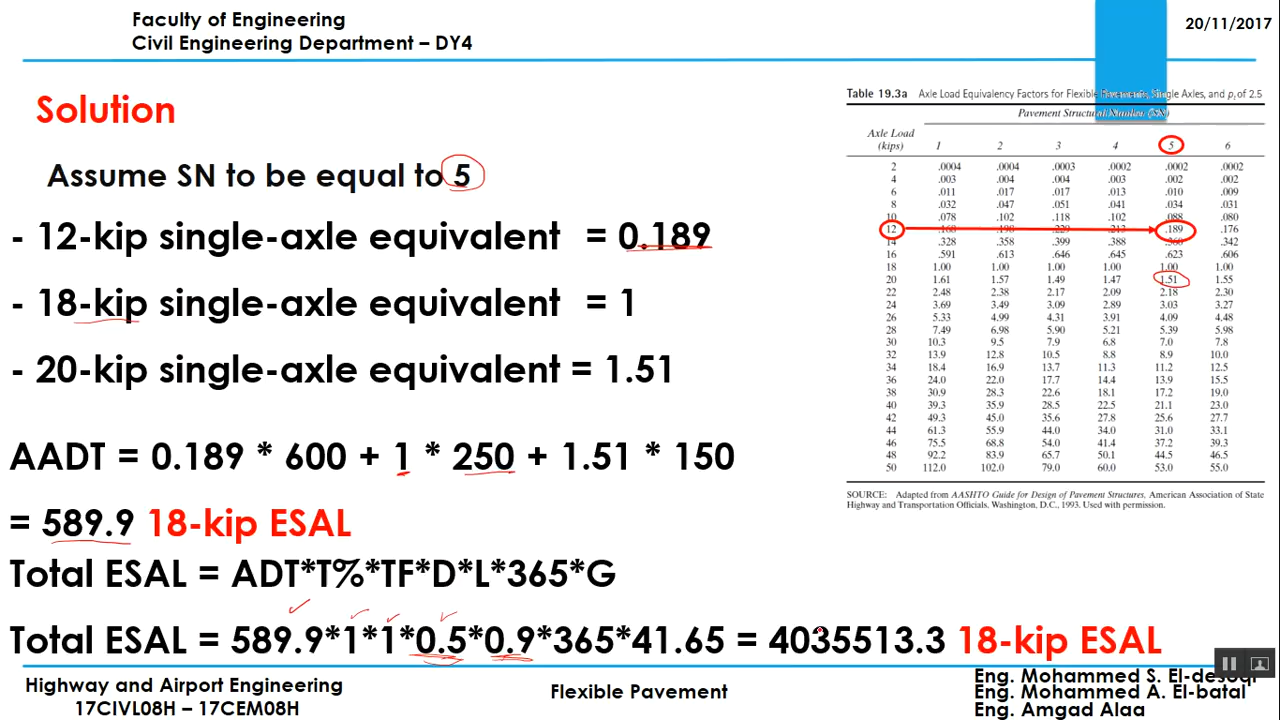 Faculty of Engineering
Civil Engineering Department – DY4
20/11/2017
Solution
Assume SN to be equal to 5
- 12-kip single-axle equivalent = 0.189
- 18-kip single-axle equivalent = 1
- 20-kip single-axle equivalent = 1.51
AADT = 0.189 * 600 + 1 * 250 + 1.51 * 150
= 589.9 18-kip ESAL
Total ESAL = ADT*T%*TF*D*L*365*G
Total ESAL = 589.9*1*1*0.5*0.9*365*41.65 = 4035513.3 18-kip ESAL
Table 19.3a Axle Load Equivalency Factors for Flexible Pavements, Single Axles, and pt of 2.5
Pavement Structural Number (SN)
Axle Load
(kips) 1 2 3 4 5 6
2 .0004 .0004 .0003 .0002 .0002 .0002
4 .003 .004 .004 .003 .002 .002
6 .011 .017 .017 .013 .010 .009
8 .032 .047 .051 .041 .034 .031
10 .078 .102 .118 .102 .088 .080
12 .189 .176
14 .328 .358 .399 .388 .360 .342
16 .591 .613 .646 .645 .623 .606
18 1.00 1.00 1.00 1.00 1.00 1.00
20 1.61 1.57 1.49 1.47 1.51 1.55
22 2.48 2.38 2.17 2.09 2.18 2.30
24 3.69 3.49 3.09 2.89 3.03 3.27
26 5.33 4.99 4.31 3.91 4.09 4.48
28 7.49 6.98 5.90 5.21 5.39 5.98
30 10.3 9.5 7.9 6.8 7.0 7.8
32 13.9 12.8 10.5 8.8 8.9 10.0
34 18.4 16.9 13.7 11.3 11.2 12.5
36 24.0 22.0 17.7 14.4 13.9 15.5
38 30.9 28.3 22.6 18.1 17.2 19.0
40 39.3 35.9 28.5 22.5 21.1 23.0
42 49.3 45.0 35.6 27.8 25.6 27.7
44 61.3 55.9 44.0 34.0 31.0 33.1
46 75.5 68.8 54.0 41.4 37.2 39.3
48 92.2 83.9 65.7 50.1 44.5 46.5
50 112.0 102.0 79.0 60.0 53.0 55.0
SOURCE: Adapted from AASHTO Guide for Design of Pavement Structures, American Association of State
Highway and Transportation Officials, Washington, D.C., 1993. Used with permission.
Highway and Airport Engineering
17CIVL08H – 17CEM08H
Flexible Pavement
Eng. Mohammed S. El-desoqi
Eng. Mohammed A. El-batal
Eng. Amgad Alaa